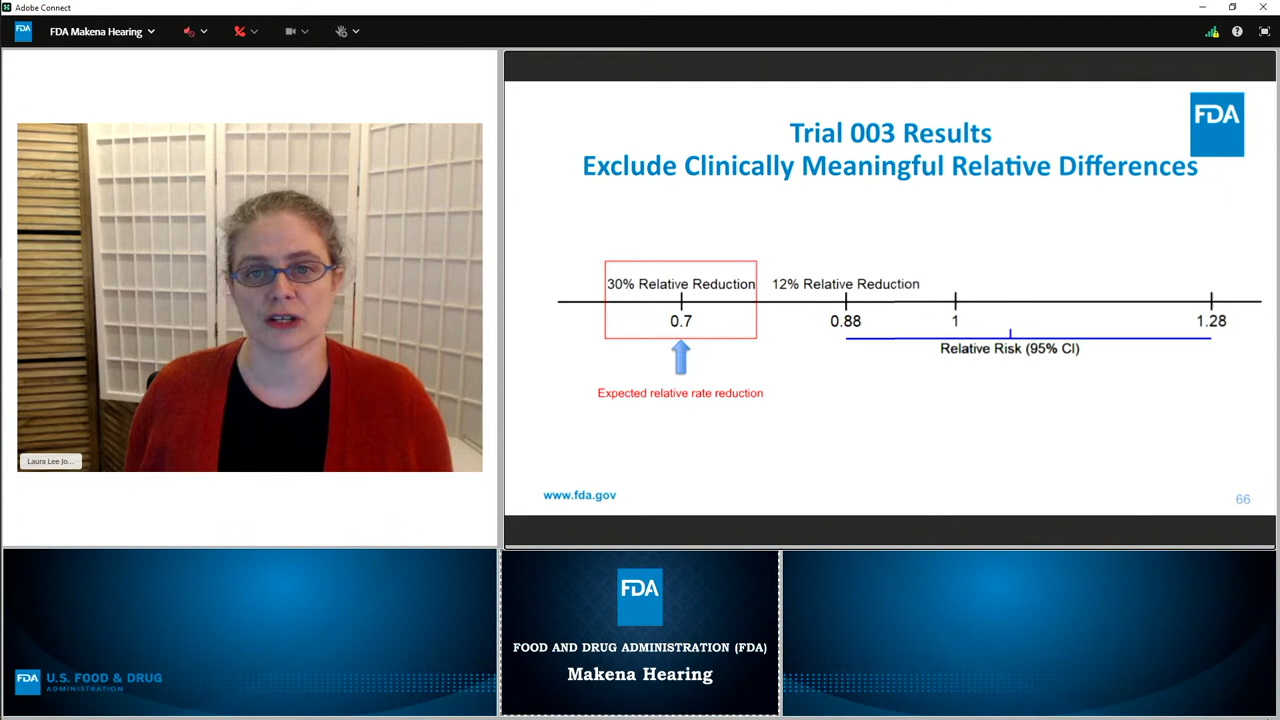 Adobe Connect
FDA
FDA Makena Hearing
Laura Lee Jo...
FDA
Trial 003 Results
Exclude Clinically Meaningful Relative Differences
30% Relative Reduction
12% Relative Reduction
0.7
0.88
1
1.28
Relative Risk (95% CI)
Expected relative rate reduction
www.fda.gov
66
FDA
U.S. FOOD & DRUG
ADMINISTRATION
FDA
FOOD AND DRUG ADMINISTRATION (FDA)
Makena Hearing